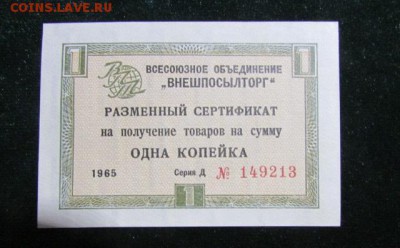 COINS.LAVE.RU
1 1
ВПТ
ВСЕСОЮЗНОЕ ОБЪЕДИНЕНИЕ
„ВНЕШПОСЫЛТОРГ"
РАЗМЕННЫЙ СЕРТИФИКАТ
на получение товаров на сумму
ОДНА КОПЕЙКА
1965 Серия Д № 149213
1